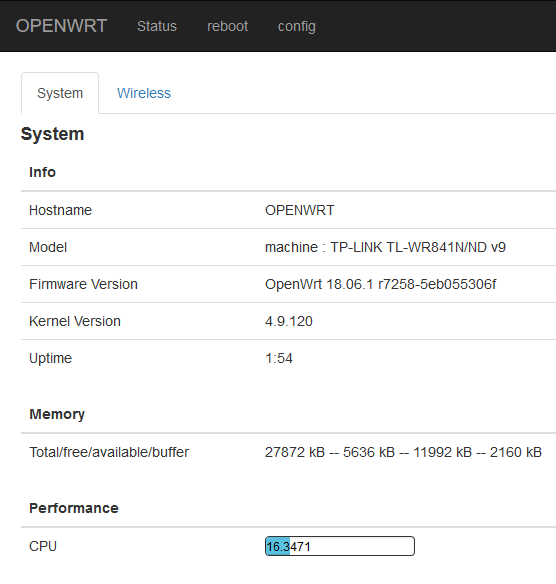 OPENWRT Status reboot config
System Wireless
System
Info
Hostname OPENWRT
Model machine : TP-LINK TL-WR841N/ND v9
Firmware Version OpenWrt 18.06.1 r7258-5eb055306f
Kernel Version 4.9.120
Uptime 1:54
Memory
Total/free/available/buffer 27872 kB -- 5636 kB -- 11992 kB -- 2160 kB
Performance
CPU 16.3471